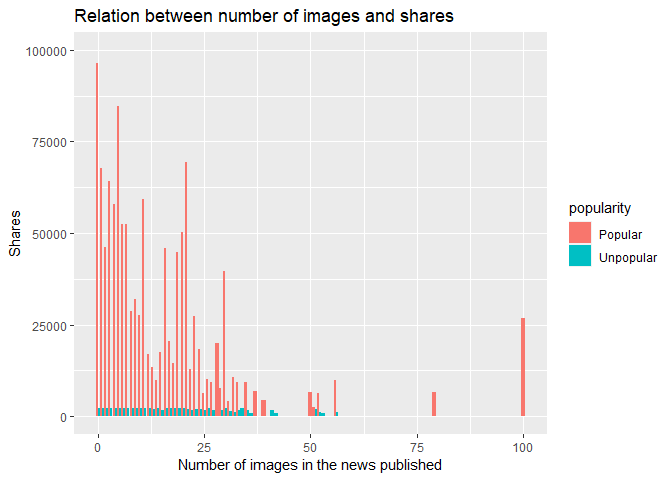 Relation between number of images and shares
100000
75000
50000
25000
0
Shares
0 25 50 75 100
Number of images in the news published
popularity
Popular
Unpopular